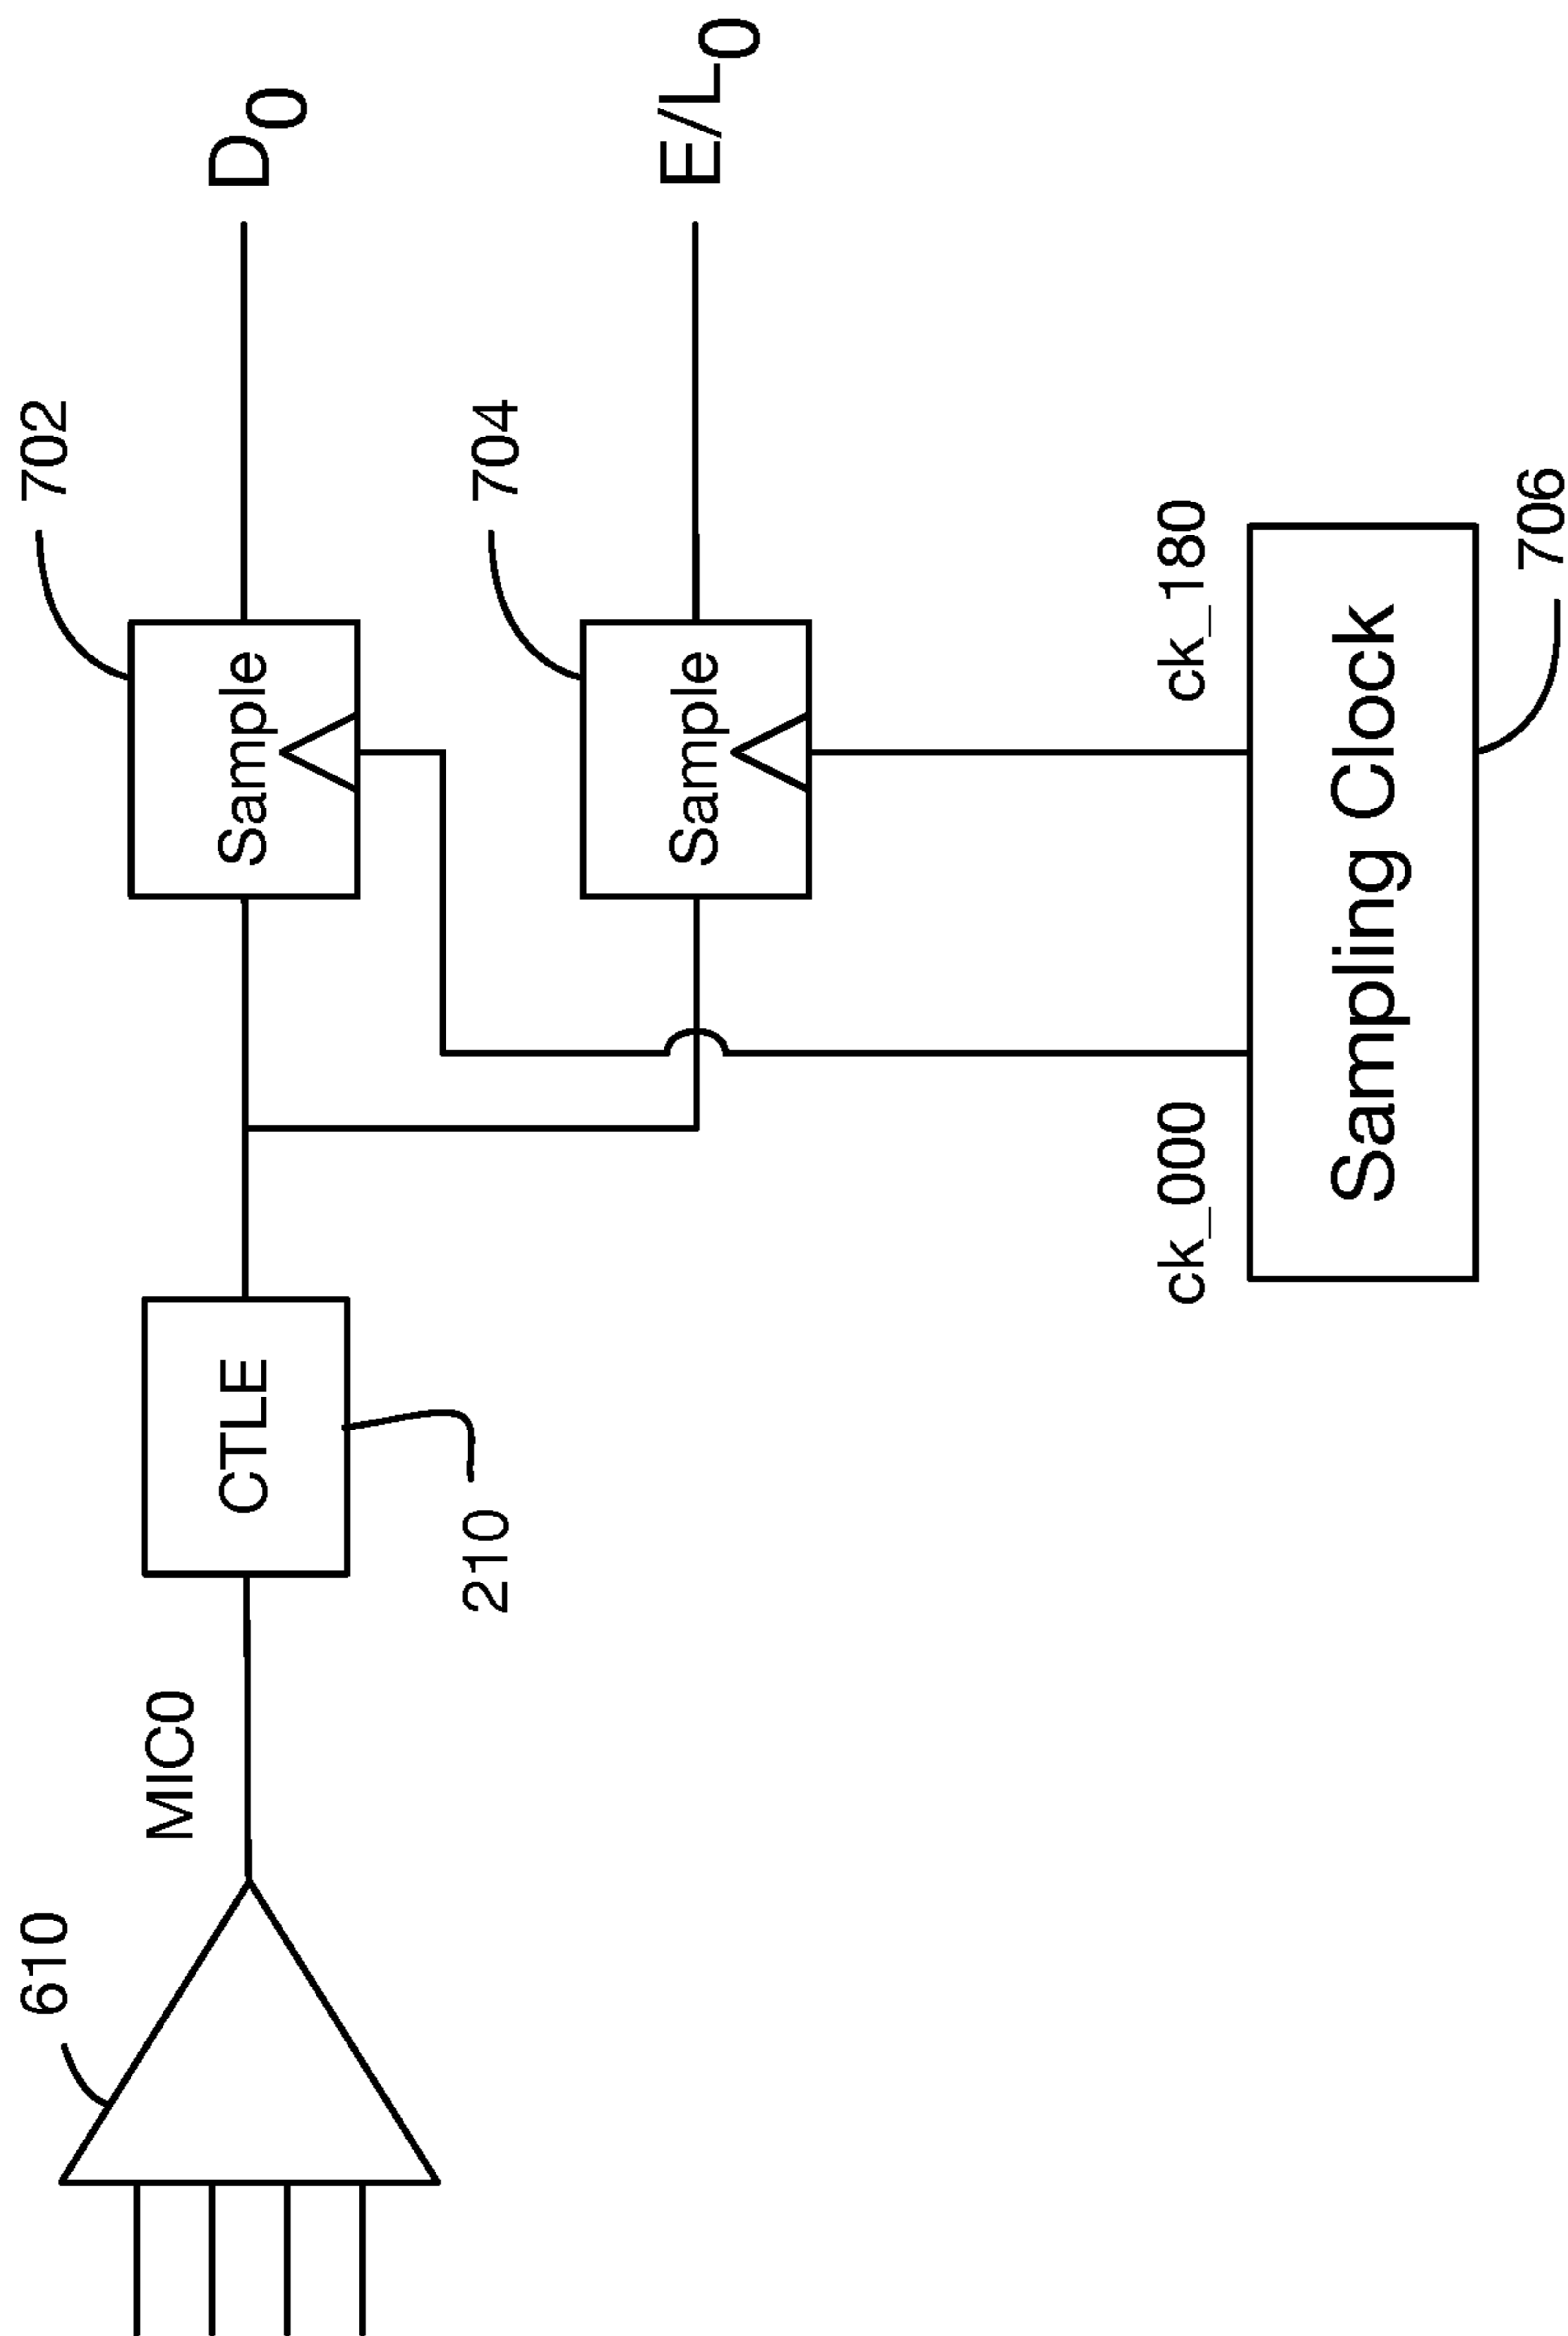 610
MIC0
CTLE
210
702
Sample
D0
704
Sample
E/L0
ck_000
ck_180
Sampling Clock
706